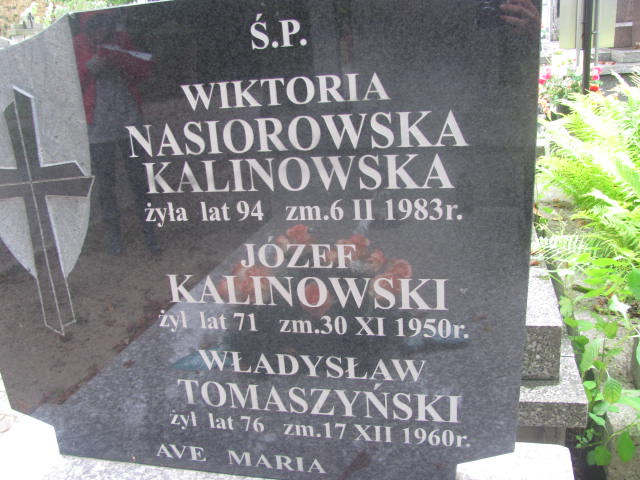 Ś.P.
WIKTORIA
NASIOROWSKA
KALINOWSKA
żyła lat 94 zm.6 II 1983r.
JÓZEF
KALINOWSKI
żył lat 71 zm.30 XI 1950r.
WŁADYSŁAW
TOMASZYŃSKI
żył lat 76 zm.17 XII 1960r.
AVE MARIA